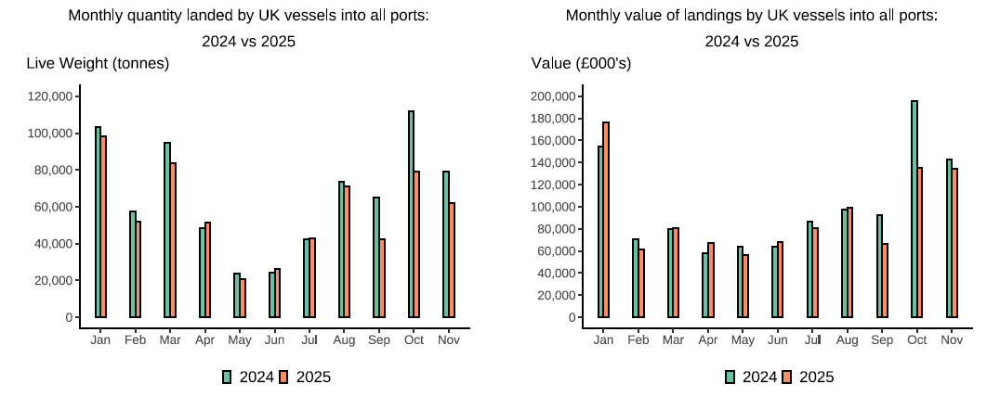 Monthly quantity landed by UK vessels into all ports:
2024 vs 2025
Live Weight (tonnes)
120,000
100,000
80,000
60,000
40,000
20,000
0
Jan Feb Mar Apr May Jun Jul Aug Sep Oct Nov
2024 2025
Monthly value of landings by UK vessels into all ports:
2024 vs 2025
Value (£000's)
200,000
180,000
160,000
140,000
120,000
100,000
80,000
60,000
40,000
20,000
0
Jan Feb Mar Apr May Jun Jul Aug Sep Oct Nov
2024 2025